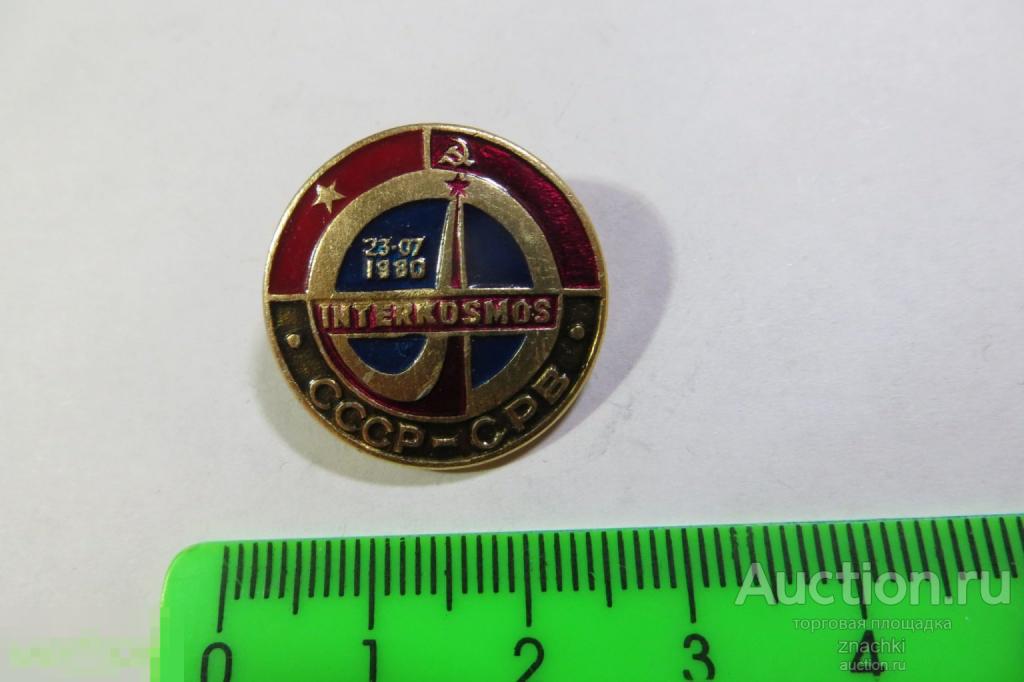 23-07
1980
INTERKOSMOS
СССР-СРВ
0 1 2 3 4
Auction.ru
торговая площадка
znachki
auction.ru